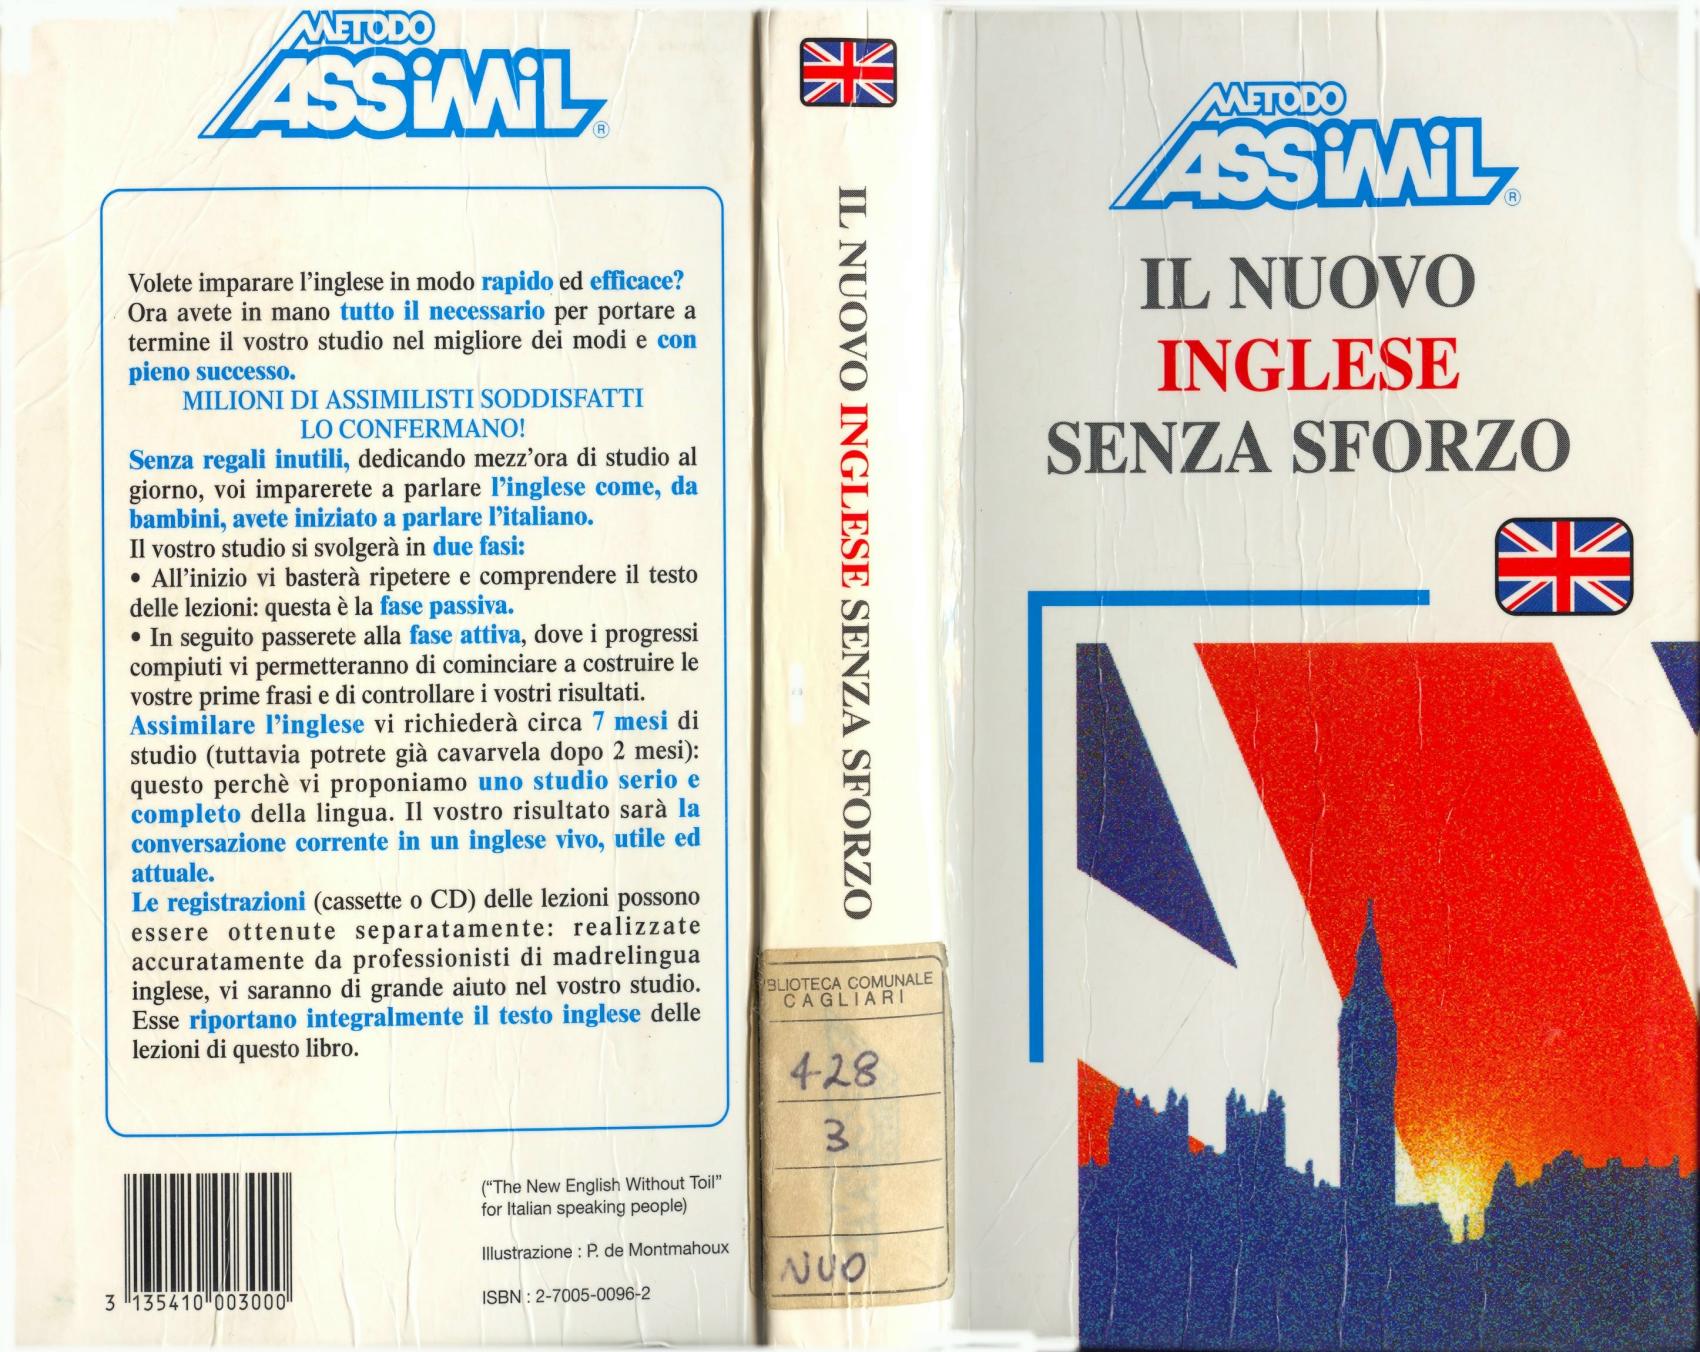 METODO
ASSiMiL®
Volete imparare l'inglese in modo rapido ed efficace?
Ora avete in mano tutto il necessario per portare a
termine il vostro studio nel migliore dei modi e con
pieno successo.
MILIONI DI ASSIMILISTI SODDISFATTI
LO CONFERMANO!
Senza regali inutili, dedicando mezz'ora di studio al
giorno, voi imparerete a parlare l'inglese come, da
bambini, avete iniziato a parlare l'italiano.
Il vostro studio si svolgerà in due fasi:
• All'inizio vi basterà ripetere e comprendere il testo
delle lezioni: questa è la fase passiva.
• In seguito passerete alla fase attiva, dove i progressi
compiuti vi permetteranno di cominciare a costruire le
vostre prime frasi e di controllare i vostri risultati.
Assimilare l'inglese vi richiederà circa 7 mesi di
studio (tuttavia potrete già cavarvela dopo 2 mesi):
questo perchè vi proponiamo uno studio serio e
completo della lingua. Il vostro risultato sarà la
conversazione corrente in un inglese vivo, utile ed
attuale.
Le registrazioni (cassette o CD) delle lezioni possono
essere ottenute separatamente: realizzate
accuratamente da professionisti di madrelingua
inglese, vi saranno di grande aiuto nel vostro studio.
Esse riportano integralmente il testo inglese delle
lezioni di questo libro.
3 135410 003000
("The New English Without Toil"
for Italian speaking people)
Illustrazione : P. de Montmahoux
ISBN : 2-7005-0096-2
IL NUOVO INGLESE SENZA SFORZO
BLIOTECA COMUNALE
CAGLIARI
428
3
NUO
METODO
ASSiMiL®
IL NUOVO
INGLESE
SENZA SFORZO